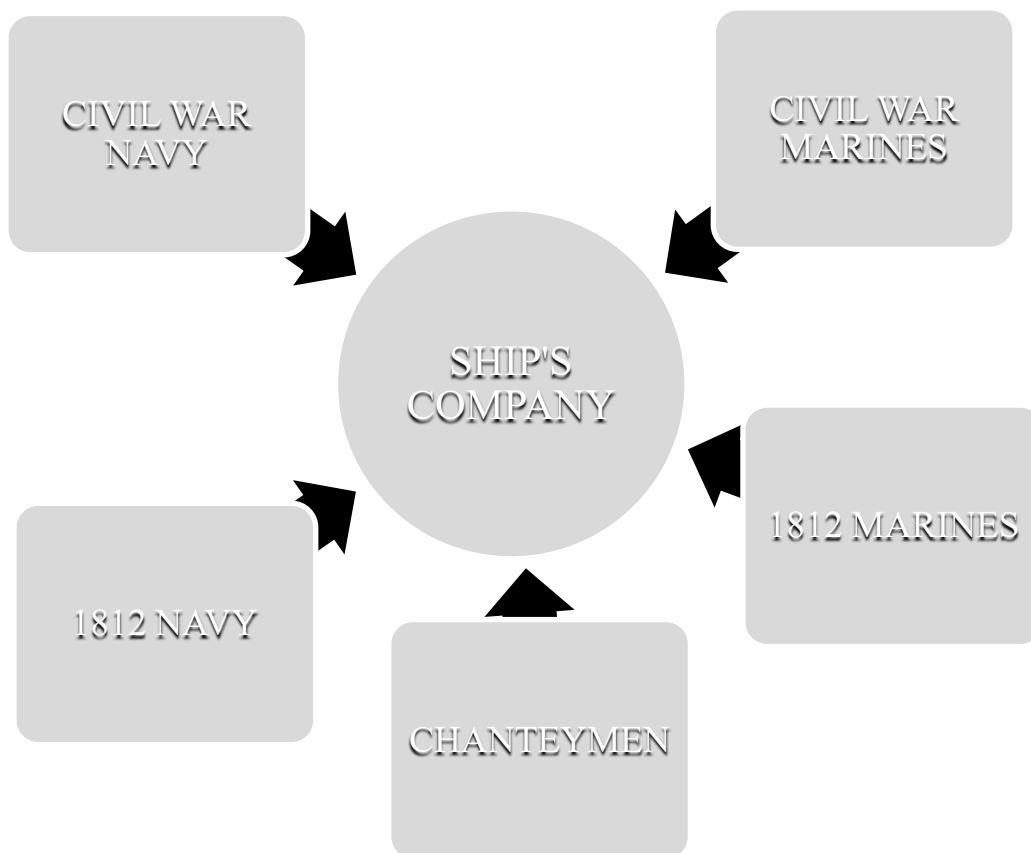 CIVIL WAR
NAVY
CIVIL WAR
MARINES
SHIP'S
COMPANY
1812 MARINES
1812 NAVY
CHANTEYMEN